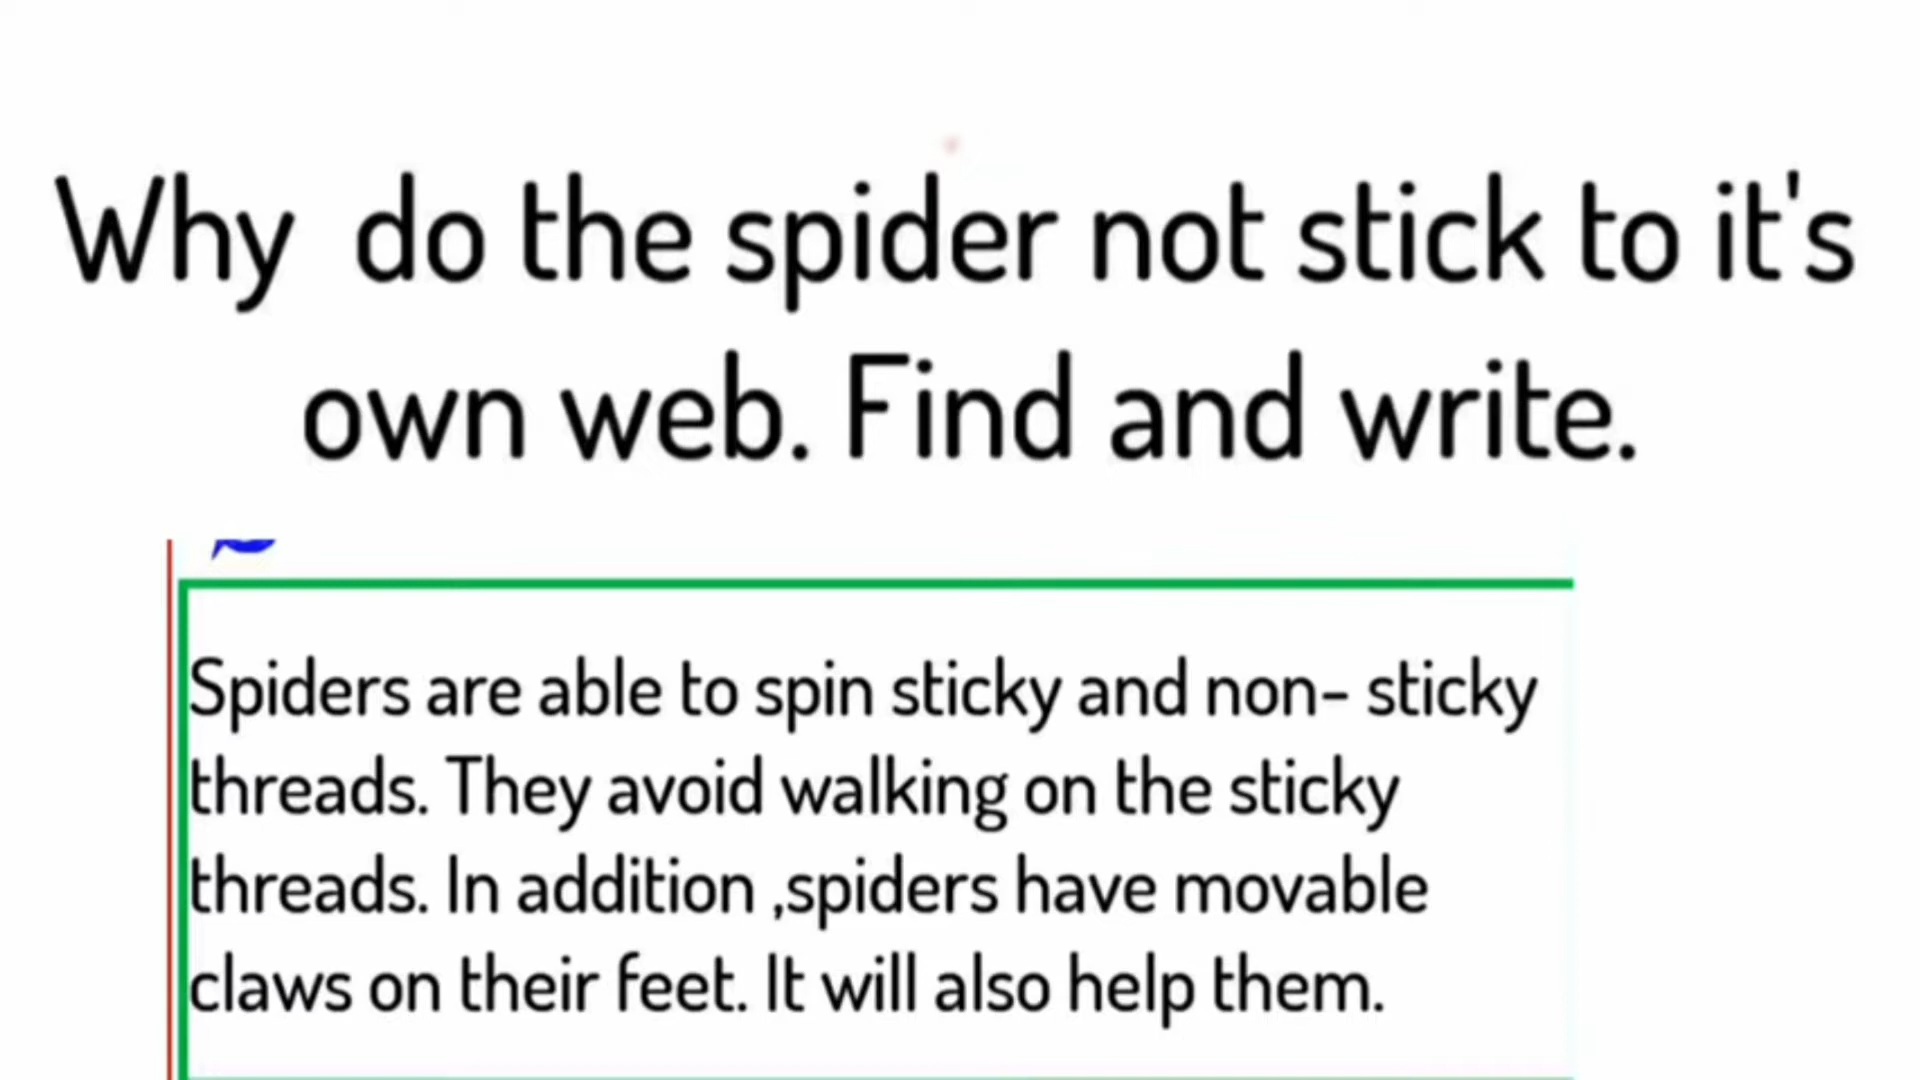 Why do the spider not stick to it's
own web. Find and write.
Spiders are able to spin sticky and non- sticky
threads. They avoid walking on the sticky
threads. In addition ,spiders have movable
claws on their feet. It will also help them.